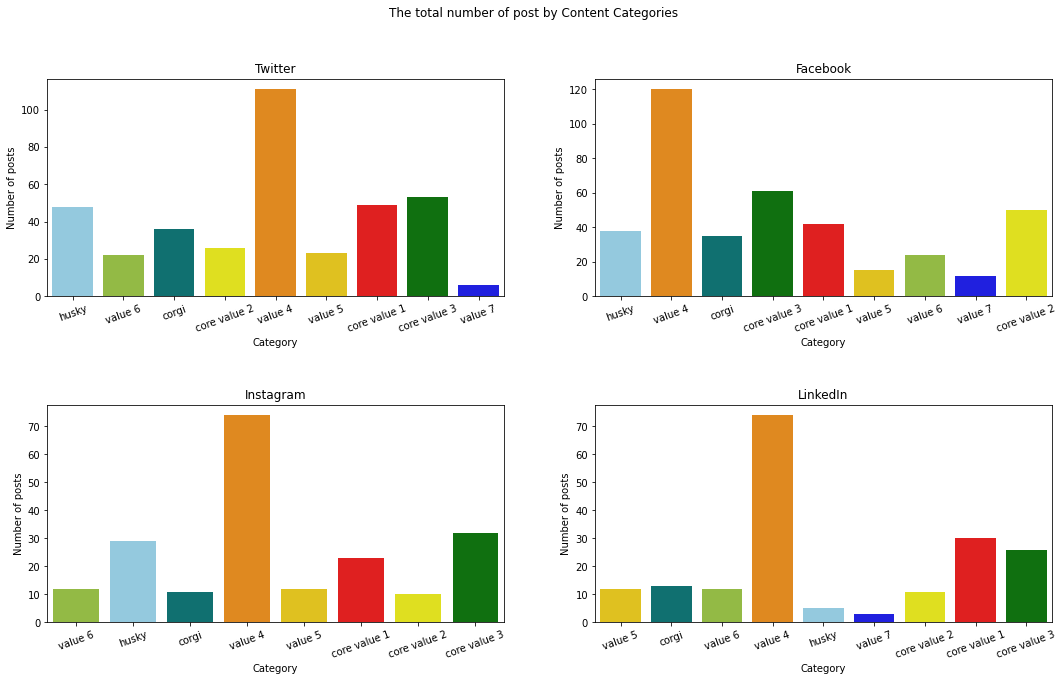 The total number of post by Content Categories
Twitter
Number of posts
100
80
60
40
20
0
husky
value 6
corgi
core value 2
value 4
value 5
core value 1
core value 3
value 7
Category
Facebook
Number of posts
120
100
80
60
40
20
0
husky
value 4
corgi
core value 3
core value 1
value 5
value 6
value 7
core value 2
Category
Instagram
Number of posts
70
60
50
40
30
20
10
0
value 6
husky
corgi
value 4
value 5
core value 1
core value 2
core value 3
Category
LinkedIn
Number of posts
70
60
50
40
30
20
10
0
value 5
corgi
value 6
value 4
husky
value 7
core value 2
core value 1
core value 3
Category